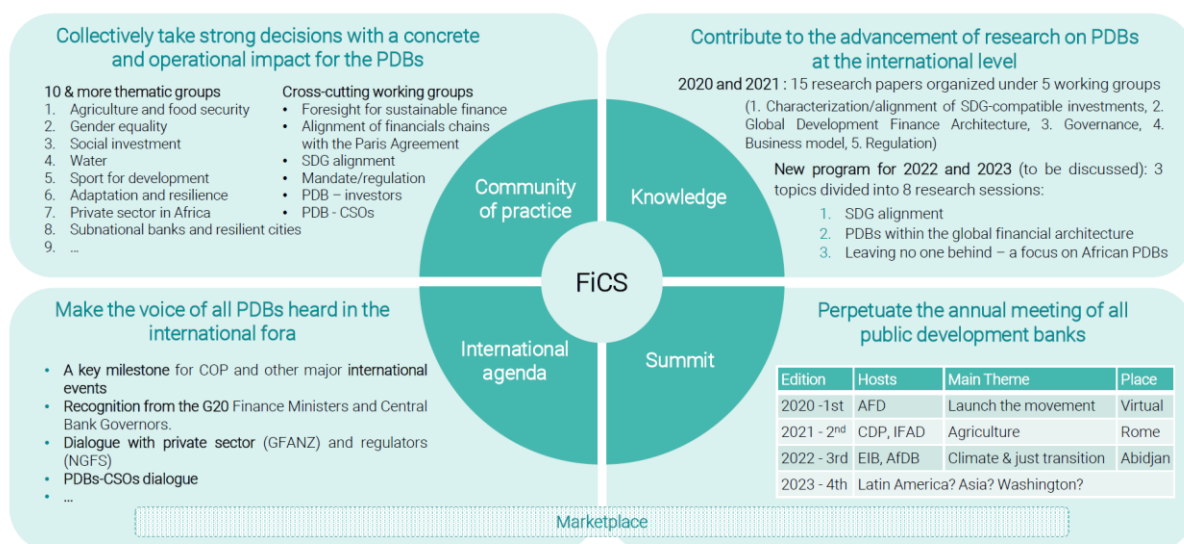 Collectively take strong decisions with a concrete
and operational impact for the PDBs
10 & more thematic groups
1. Agriculture and food security
2. Gender equality
3. Social investment
4. Water
5. Sport for development
6. Adaptation and resilience
7. Private sector in Africa
8. Subnational banks and resilient cities
9. ...
Cross-cutting working groups
• Foresight for sustainable finance
• Alignment of financials chains
with the Paris Agreement
• SDG alignment
• Mandate/regulation
• PDB – investors
• PDB - CSOs
Contribute to the advancement of research on PDBs
at the international level
2020 and 2021 : 15 research papers organized under 5 working groups
(1. Characterization/alignment of SDG-compatible investments, 2.
Global Development Finance Architecture, 3. Governance, 4.
Business model, 5. Regulation)
New program for 2022 and 2023 (to be discussed): 3
topics divided into 8 research sessions:
1. SDG alignment
2. PDBs within the global financial architecture
3. Leaving no one behind – a focus on African PDBs
Community
of practice
Knowledge
FiCS
International
agenda
Summit
Make the voice of all PDBs heard in the
international fora
• A key milestone for COP and other major international
events
• Recognition from the G20 Finance Ministers and Central
Bank Governors.
• Dialogue with private sector (GFANZ) and regulators
(NGFS)
• PDBs-CSOs dialogue
• ...
Perpetuate the annual meeting of all
public development banks
Edition Hosts Main Theme Place
2020 -1st AFD Launch the movement Virtual
2021 - 2nd CDP, IFAD Agriculture Rome
2022 - 3rd EIB, AfDB Climate & just transition Abidjan
2023 - 4th Latin America? Asia? Washington?
Marketplace